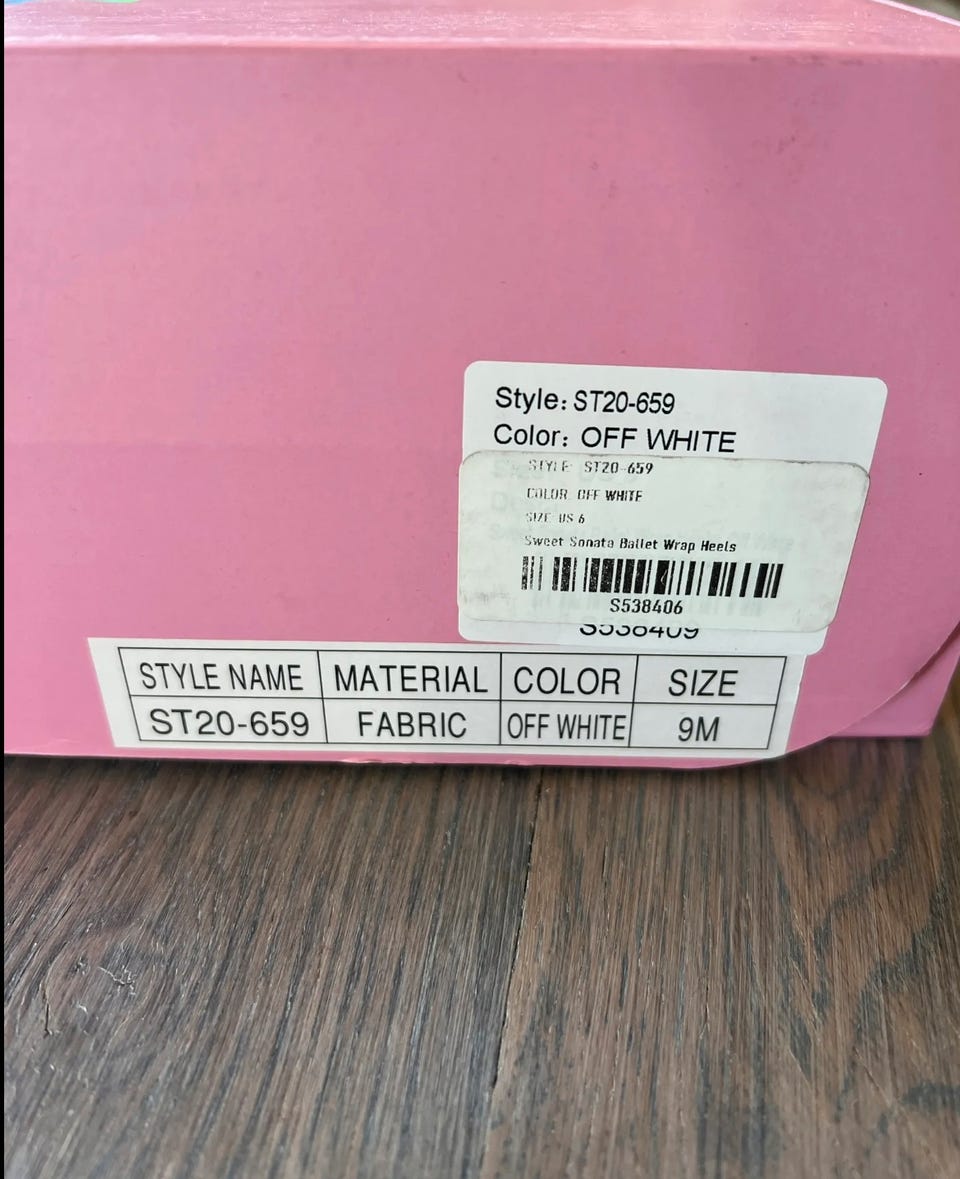 Style: ST20-659
Color: OFF WHITE
STYLE: ST20-659
COLOR: OFF WHITE
SIZE: US 6
Sweet Sonata Ballet Wrap Heels
S538406
S538409
STYLE NAME MATERIAL COLOR SIZE
ST20-659 FABRIC OFF WHITE 9M